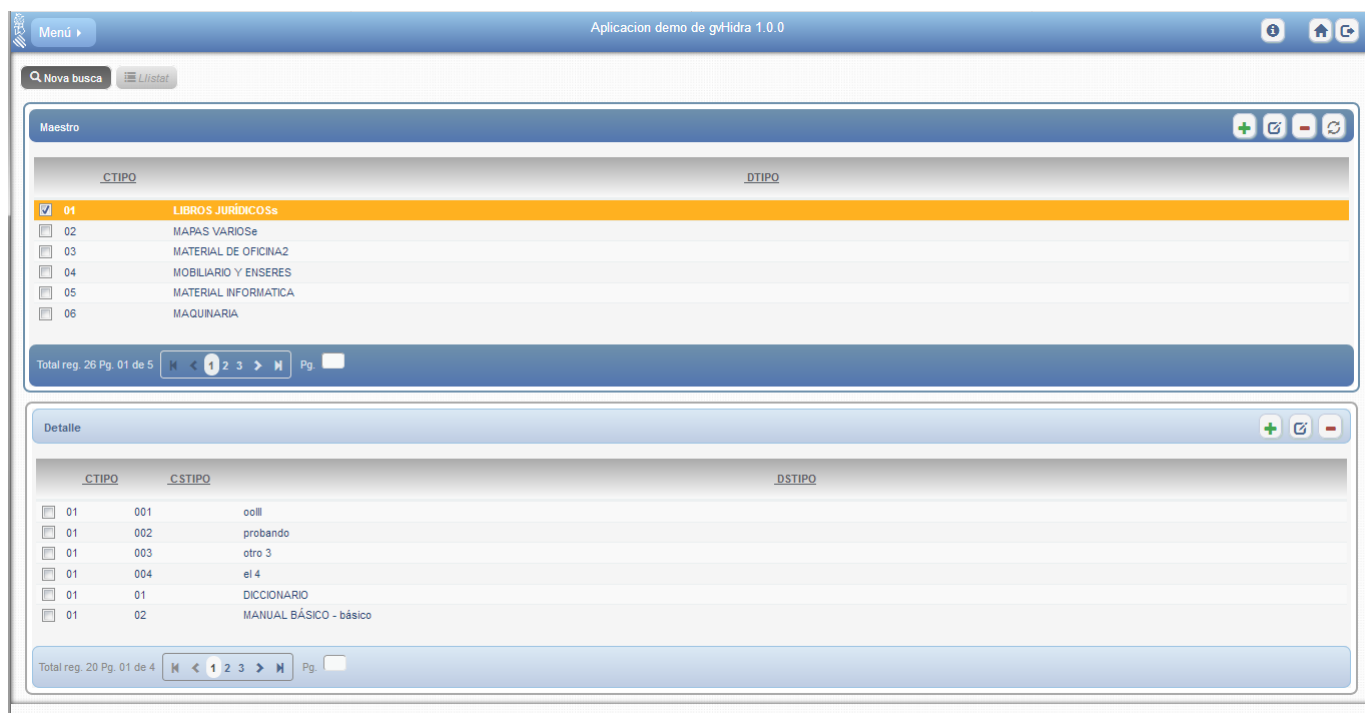 Menú
Aplicacion demo de gvHidra 1.0.0
Nova busca Llistat
Maestro
CTIPO DTIPO
01 LIBROS JURÍDICOSs
02 MAPAS VARIOSe
03 MATERIAL DE OFICINA2
04 MOBILIARIO Y ENSERES
05 MATERIAL INFORMATICA
06 MAQUINARIA
Total reg. 26 Pg. 01 de 5 1 2 3 Pg.
Detalle
CTIPO CSTIPO DSTIPO
01 001 oolll
01 002 probando
01 003 otro 3
01 004 el 4
01 01 DICCIONARIO
01 02 MANUAL BÁSICO - básico
Total reg. 20 Pg. 01 de 4 1 2 3 Pg.